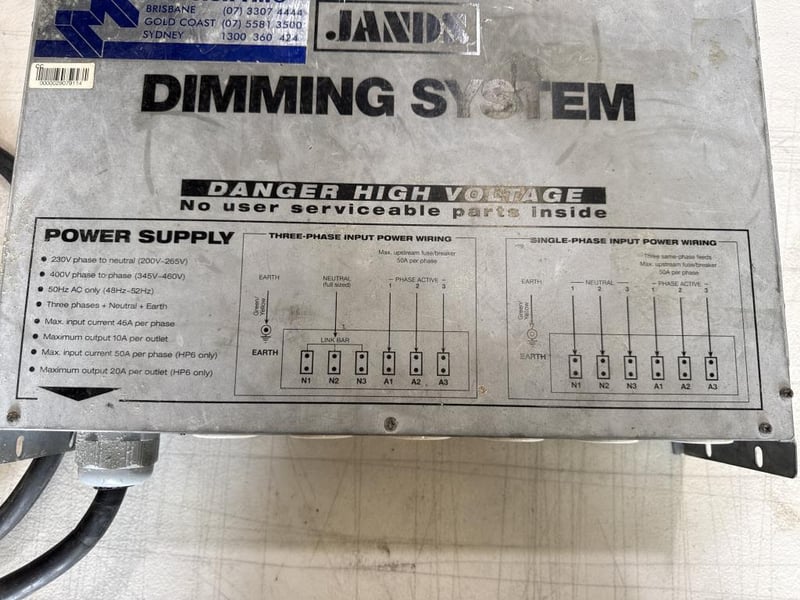 BRISBANE (07) 3307 4444
GOLD COAST (07) 5581 3500
SYDNEY 1300 360 424
JANDS
CC
0000029079114
DIMMING SYSTEM
DANGER HIGH VOLTAGE
No user serviceable parts inside
POWER SUPPLY
• 230V phase to neutral (200V–265V)
• 400V phase to phase (345V–460V)
• 50Hz AC only (48Hz–52Hz)
• Three phases + Neutral + Earth
• Max. input current 46A per phase
• Maximum output 10A per outlet
• Max. input current 50A per phase (HP6 only)
• Maximum output 20A per outlet (HP6 only)
THREE-PHASE INPUT POWER WIRING
Max. upstream fuse/breaker
50A per phase
EARTH
NEUTRAL
(full sized)
PHASE ACTIVE
1 2 3
Green/
Yellow
LINK BAR
EARTH
N1 N2 N3 A1 A2 A3
SINGLE-PHASE INPUT POWER WIRING
Three same-phase feeds
Max. upstream fuse/breaker
50A per phase
EARTH
NEUTRAL
PHASE ACTIVE
1 2 3 1 2 3
Green/
Yellow
EARTH
N1 N2 N3 A1 A2 A3